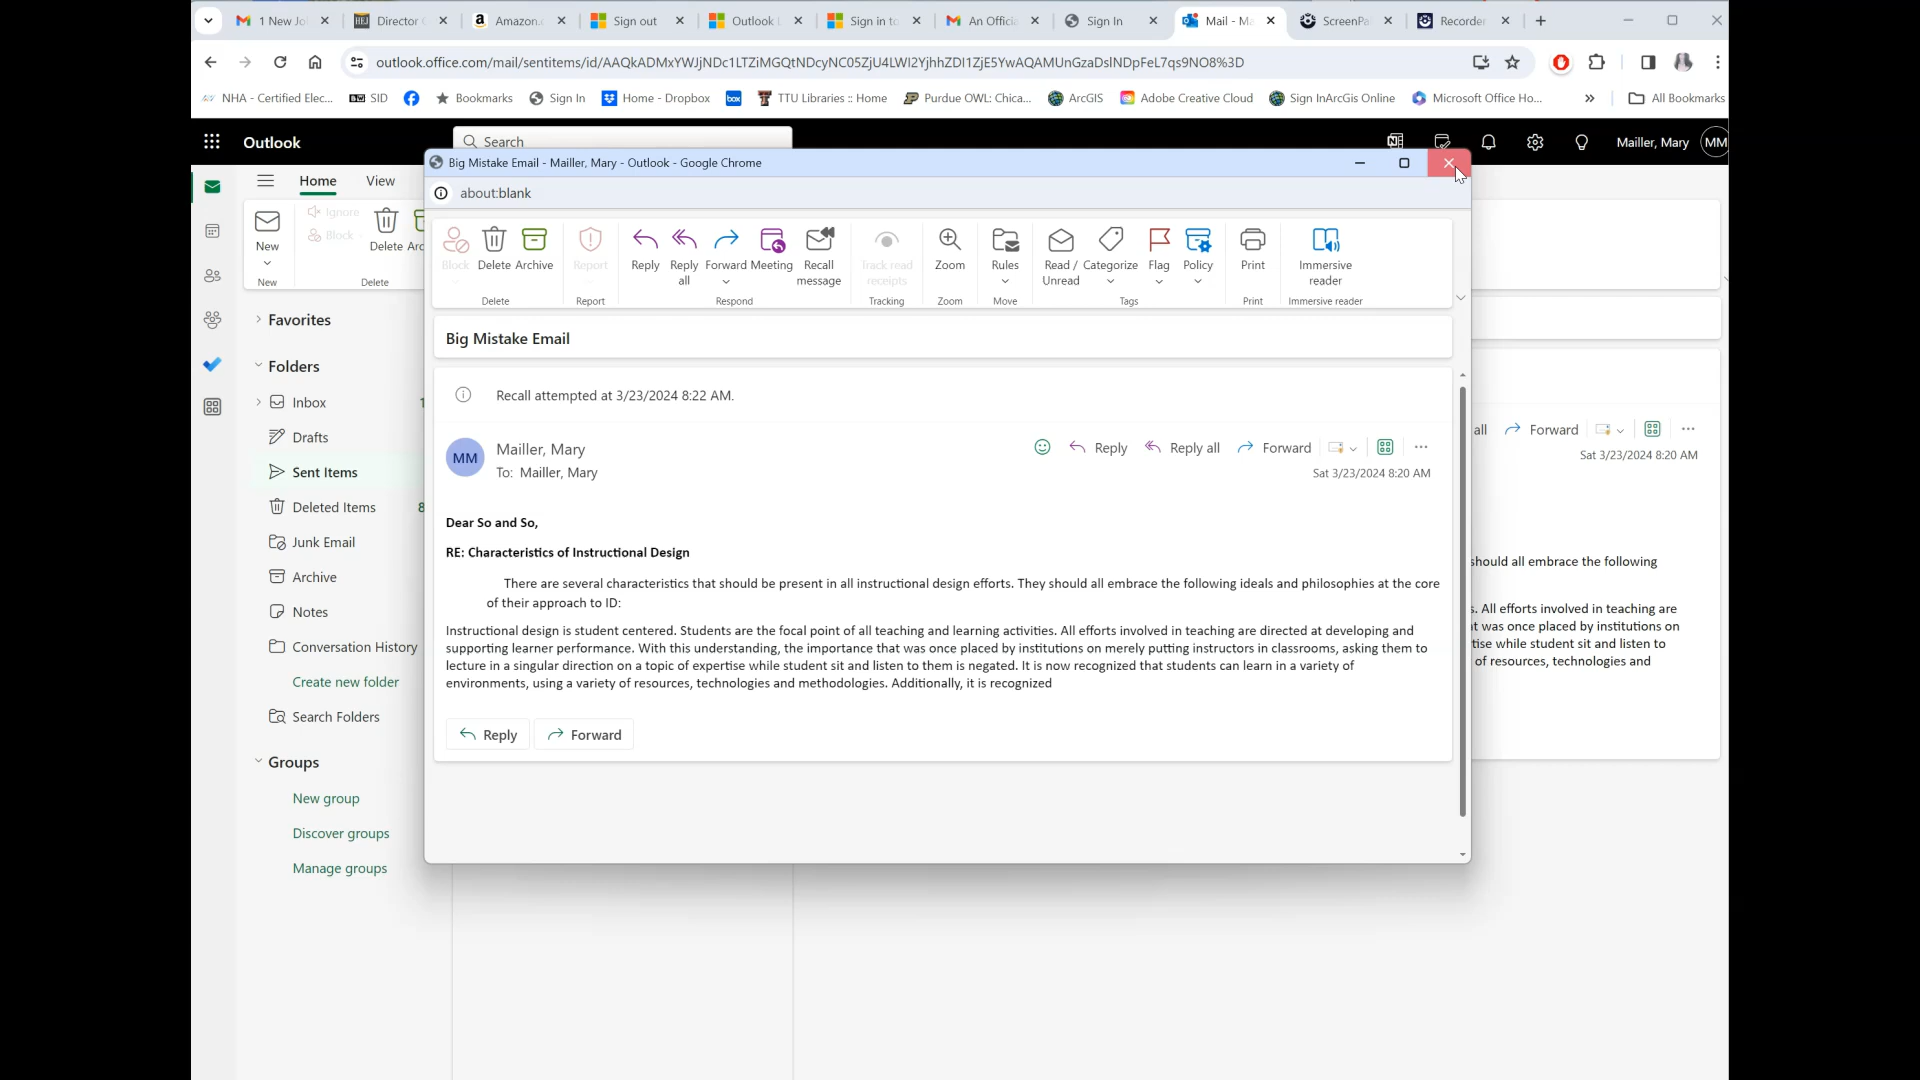 1 New Jo
Director
Amazon.c
Sign out
Outlook
Sign in to
An Officia
Sign In
Mail - Ma
ScreenPa
Recorder
outlook.office.com/mail/sentitems/id/AAQkADMxYWJjNDc1LTZiMGQtNDcyNC05ZjU4LWI2YjhhZDI1ZjE5YwAQAMUnGzaDslNDpFeL7qs9NO8%3D
NHA - Certified Elec...
SID
Bookmarks
Sign In
Home - Dropbox
box
TTU Libraries :: Home
Purdue OWL: Chica...
ArcGIS
Adobe Creative Cloud
Sign InArcGis Online
Microsoft Office Ho...
»
All Bookmarks
Outlook
Search
Mailler, Mary
MM
Big Mistake Email - Mailler, Mary - Outlook - Google Chrome
about:blank
Home
View
New
Ignore
Block
Delete
Arc
New
Delete
Block
Delete
Archive
Report
Reply
Reply all
Forward
Meeting
Recall message
Track read receipts
Zoom
Rules
Read / Unread
Categorize
Flag
Policy
Print
Immersive reader
Delete
Report
Respond
Tracking
Zoom
Move
Tags
Print
Immersive reader
Favorites
Folders
Inbox
1
Drafts
Sent Items
Deleted Items
8
Junk Email
Archive
Notes
Conversation History
Create new folder
Search Folders
Groups
New group
Discover groups
Manage groups
Big Mistake Email
Recall attempted at 3/23/2024 8:22 AM.
MM
Mailler, Mary
To: Mailler, Mary
Reply
Reply all
Forward
Sat 3/23/2024 8:20 AM
Dear So and So,
RE: Characteristics of Instructional Design
There are several characteristics that should be present in all instructional design efforts. They should all embrace the following ideals and philosophies at the core
of their approach to ID:
Instructional design is student centered. Students are the focal point of all teaching and learning activities. All efforts involved in teaching are directed at developing and
supporting learner performance. With this understanding, the importance that was once placed by institutions on merely putting instructors in classrooms, asking them to
lecture in a singular direction on a topic of expertise while student sit and listen to them is negated. It is now recognized that students can learn in a variety of
environments, using a variety of resources, technologies and methodologies. Additionally, it is recognized
Reply
Forward
all
Forward
Sat 3/23/2024 8:20 AM
should all embrace the following
s. All efforts involved in teaching are
t was once placed by institutions on
tise while student sit and listen to
of resources, technologies and